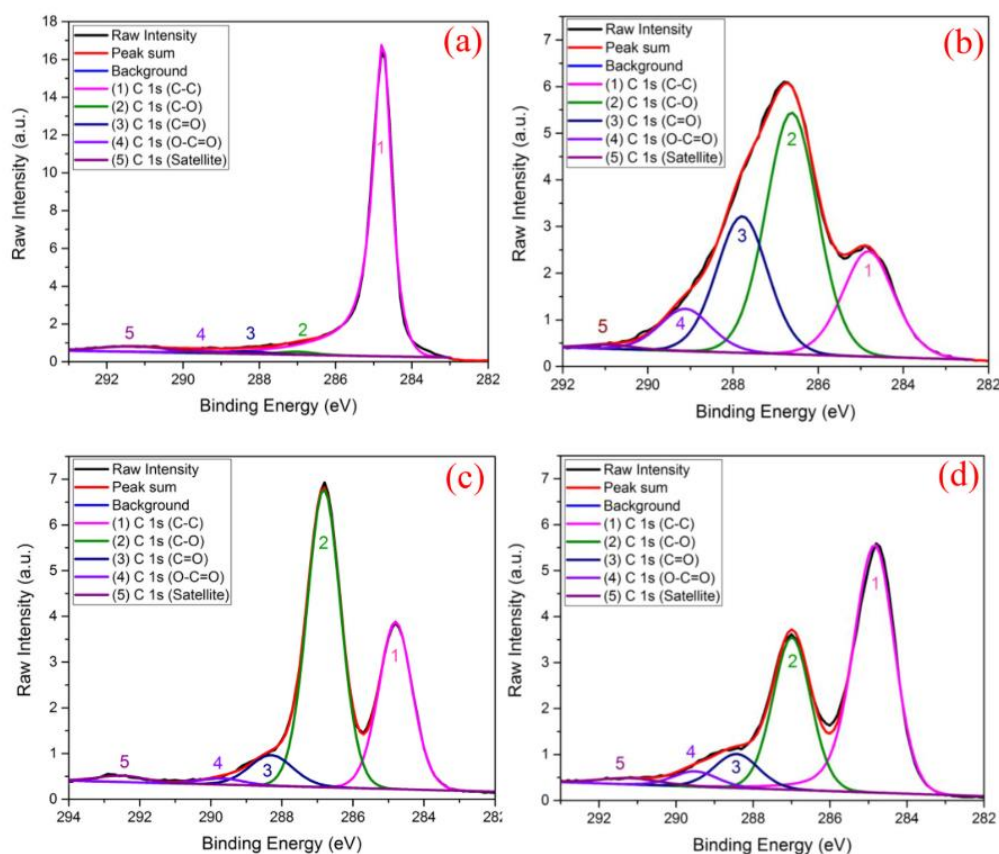 (a)
Raw Intensity
Peak sum
Background
(1) C 1s (C-C)
(2) C 1s (C-O)
(3) C 1s (C=O)
(4) C 1s (O-C=O)
(5) C 1s (Satellite)
18
16
14
12
10
8
6
4
2
0
Raw Intensity (a.u.)
1
2
3
4
5
292 290 288 286 284 282
Binding Energy (eV)
(b)
Raw Intensity
Peak sum
Background
(1) C 1s (C-C)
(2) C 1s (C-O)
(3) C 1s (C=O)
(4) C 1s (O-C=O)
(5) C 1s (Satellite)
7
6
5
4
3
2
1
0
Raw Intensity (a.u.)
2
3
1
4
5
292 290 288 286 284 282
Binding Energy (eV)
(c)
Raw Intensity
Peak sum
Background
(1) C 1s (C-C)
(2) C 1s (C-O)
(3) C 1s (C=O)
(4) C 1s (O-C=O)
(5) C 1s (Satellite)
7
6
5
4
3
2
1
0
Raw Intensity (a.u.)
2
1
5
4
3
294 292 290 288 286 284 282
Binding Energy (eV)
(d)
Raw Intensity
Peak sum
Background
(1) C 1s (C-C)
(2) C 1s (C-O)
(3) C 1s (C=O)
(4) C 1s (O-C=O)
(5) C 1s (Satellite)
7
6
5
4
3
2
1
0
Raw Intensity (a.u.)
1
2
4
3
5
292 290 288 286 284 282
Binding Energy (eV)